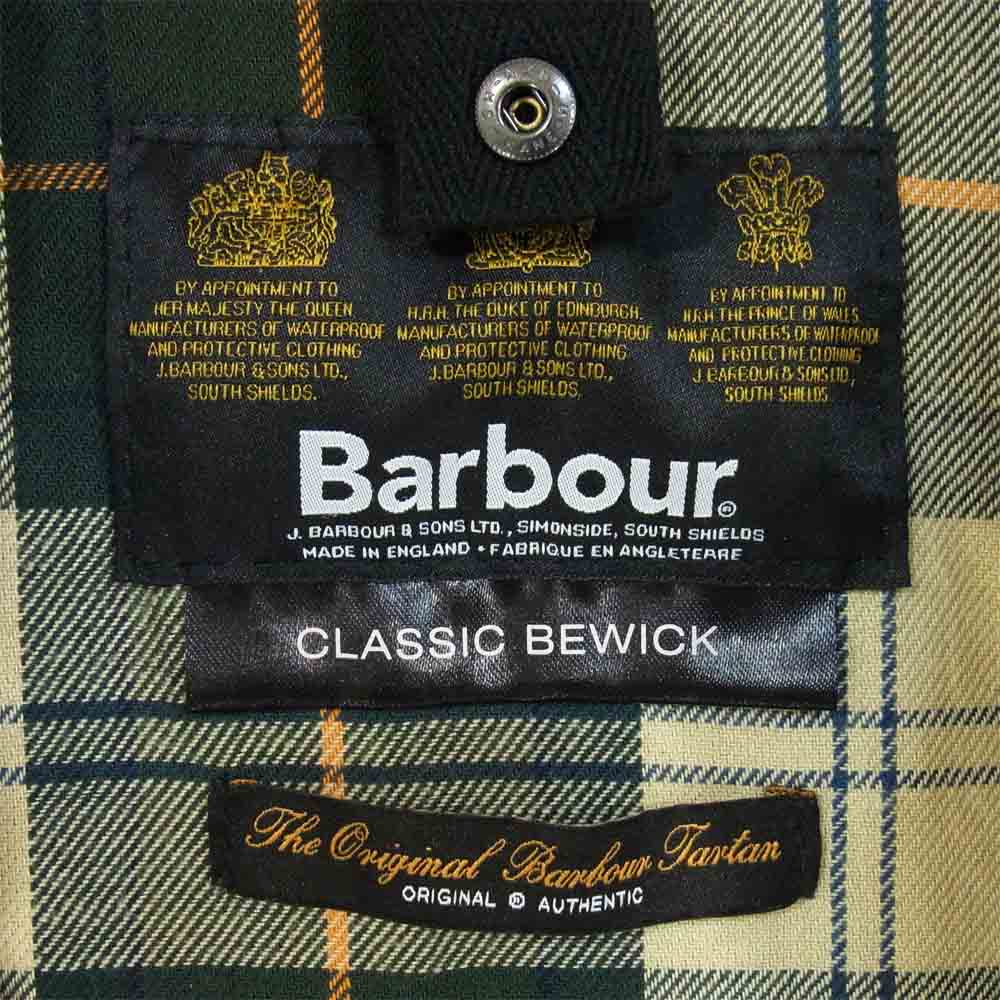 BY APPOINTMENT TO
HER MAJESTY THE QUEEN
MANUFACTURERS OF WATERPROOF
AND PROTECTIVE CLOTHING
J.BARBOUR & SONS LTD.,
SOUTH SHIELDS.
BY APPOINTMENT TO
H.R.H. THE DUKE OF EDINBURGH.
MANUFACTURERS OF WATERPROOF
AND PROTECTIVE CLOTHING
J.BARBOUR & SONS LTD.,
SOUTH SHIELDS.
BY APPOINTMENT TO
H.R.H. THE PRINCE OF WALES
MANUFACTURERS OF WATERPROOF
AND PROTECTIVE CLOTHING
J BARBOUR & SONS LTD,
SOUTH SHIELDS
Barbour®
J. BARBOUR & SONS LTD., SIMONSIDE, SOUTH SHIELDS
MADE IN ENGLAND • FABRIQUE EN ANGLETERRE
CLASSIC BEWICK
The Original Barbour Tartan
ORIGINAL ® AUTHENTIC